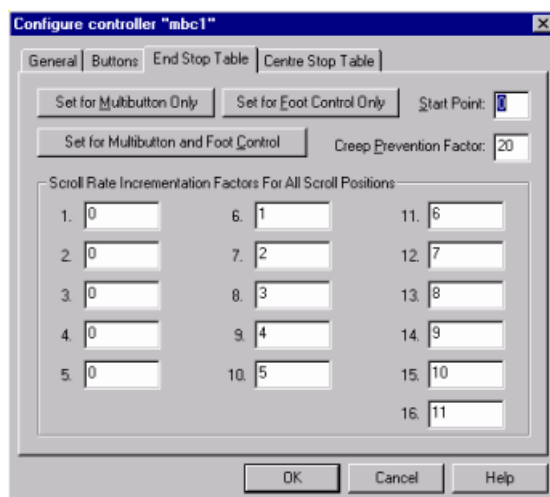 Configure controller "mbc1"
General Buttons End Stop Table Centre Stop Table
Set for Multibutton Only Set for Foot Control Only Start Point: 0
Set for Multibutton and Foot Control Creep Prevention Factor: 20
Scroll Rate Incrementation Factors For All Scroll Positions
1. 0 6. 1 11. 6
2. 0 7. 2 12. 7
3. 0 8. 3 13. 8
4. 0 9. 4 14. 9
5. 0 10. 5 15. 10
16. 11
OK Cancel Help